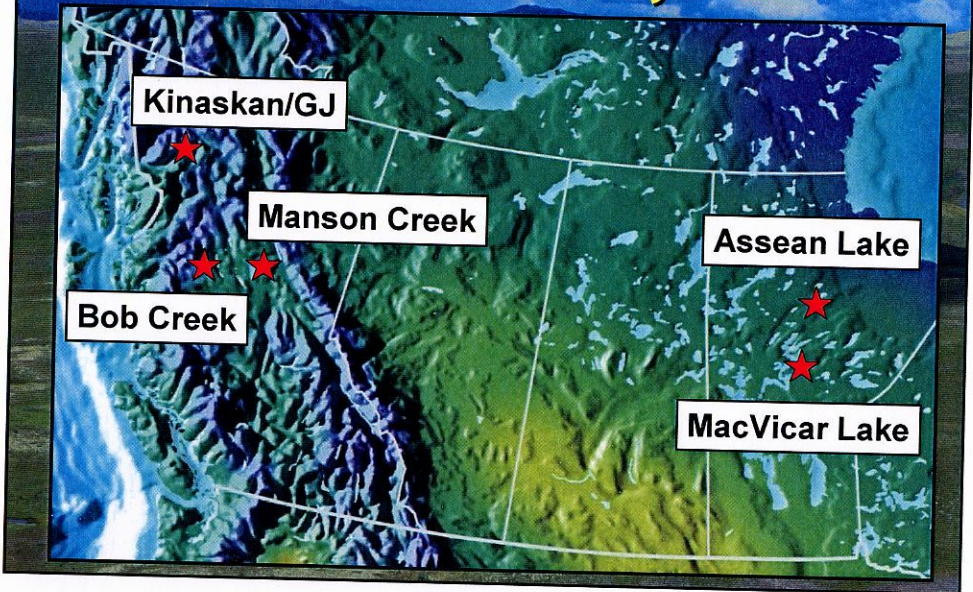 Kinaskan/GJ
Manson Creek
Assean Lake
Bob Creek
MacVicar Lake